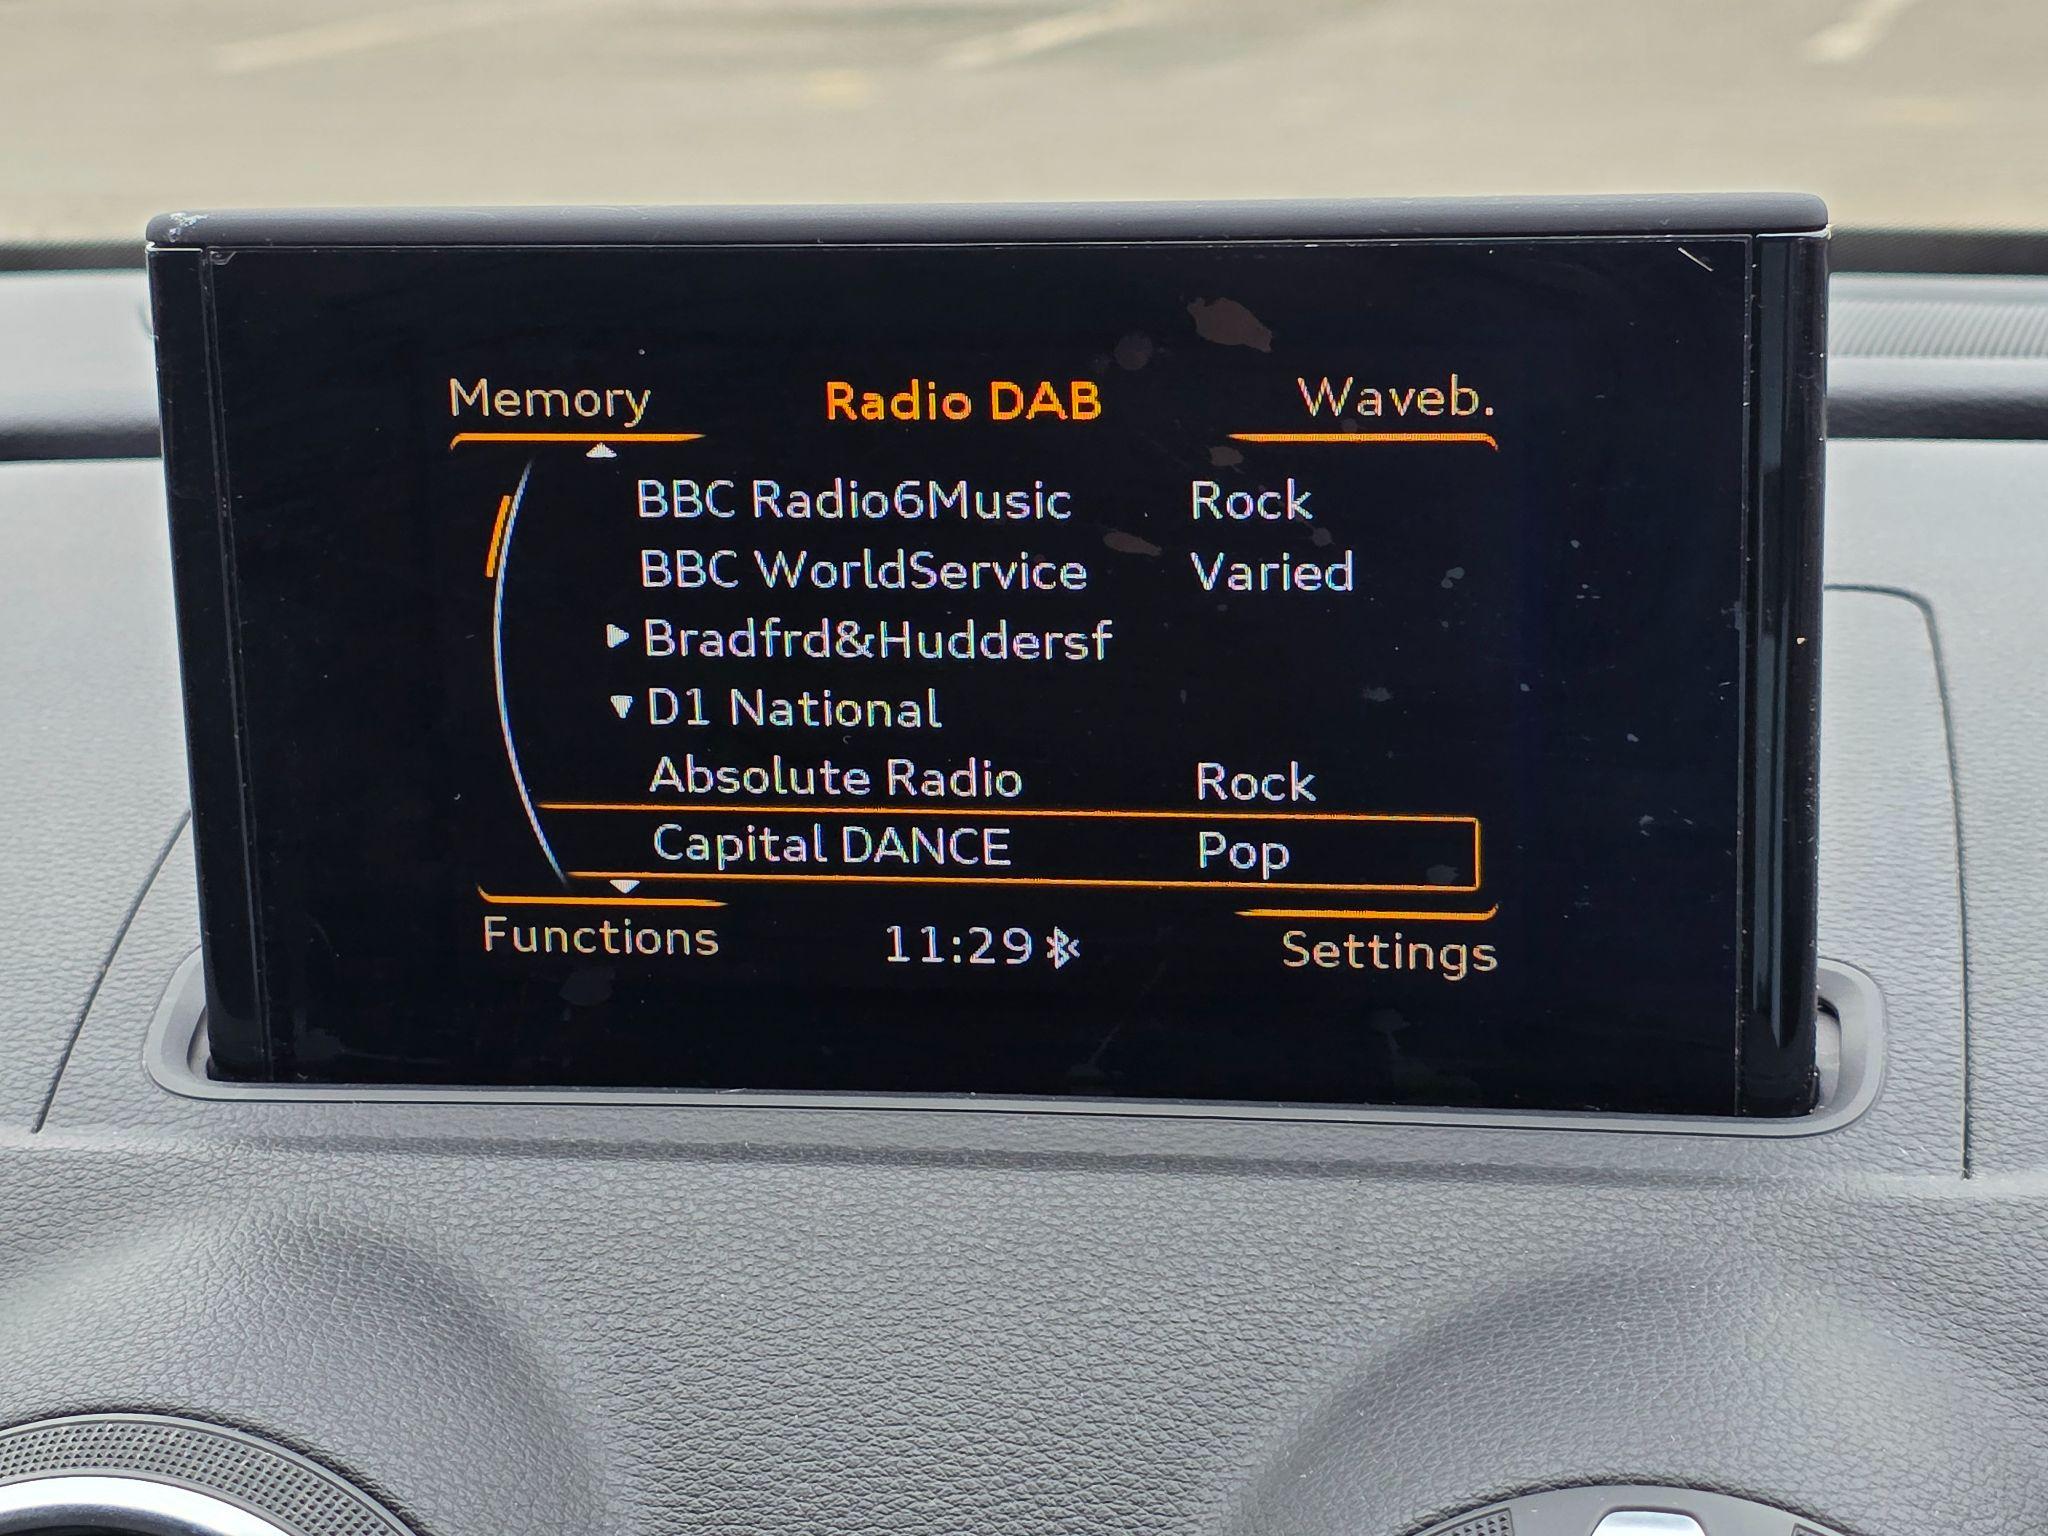 Memory Radio DAB Waveb.
BBC Radio6Music Rock
BBC WorldService Varied
Bradfrd&Huddersf
D1 National
Absolute Radio Rock
Capital DANCE Pop
Functions 11:29 Settings